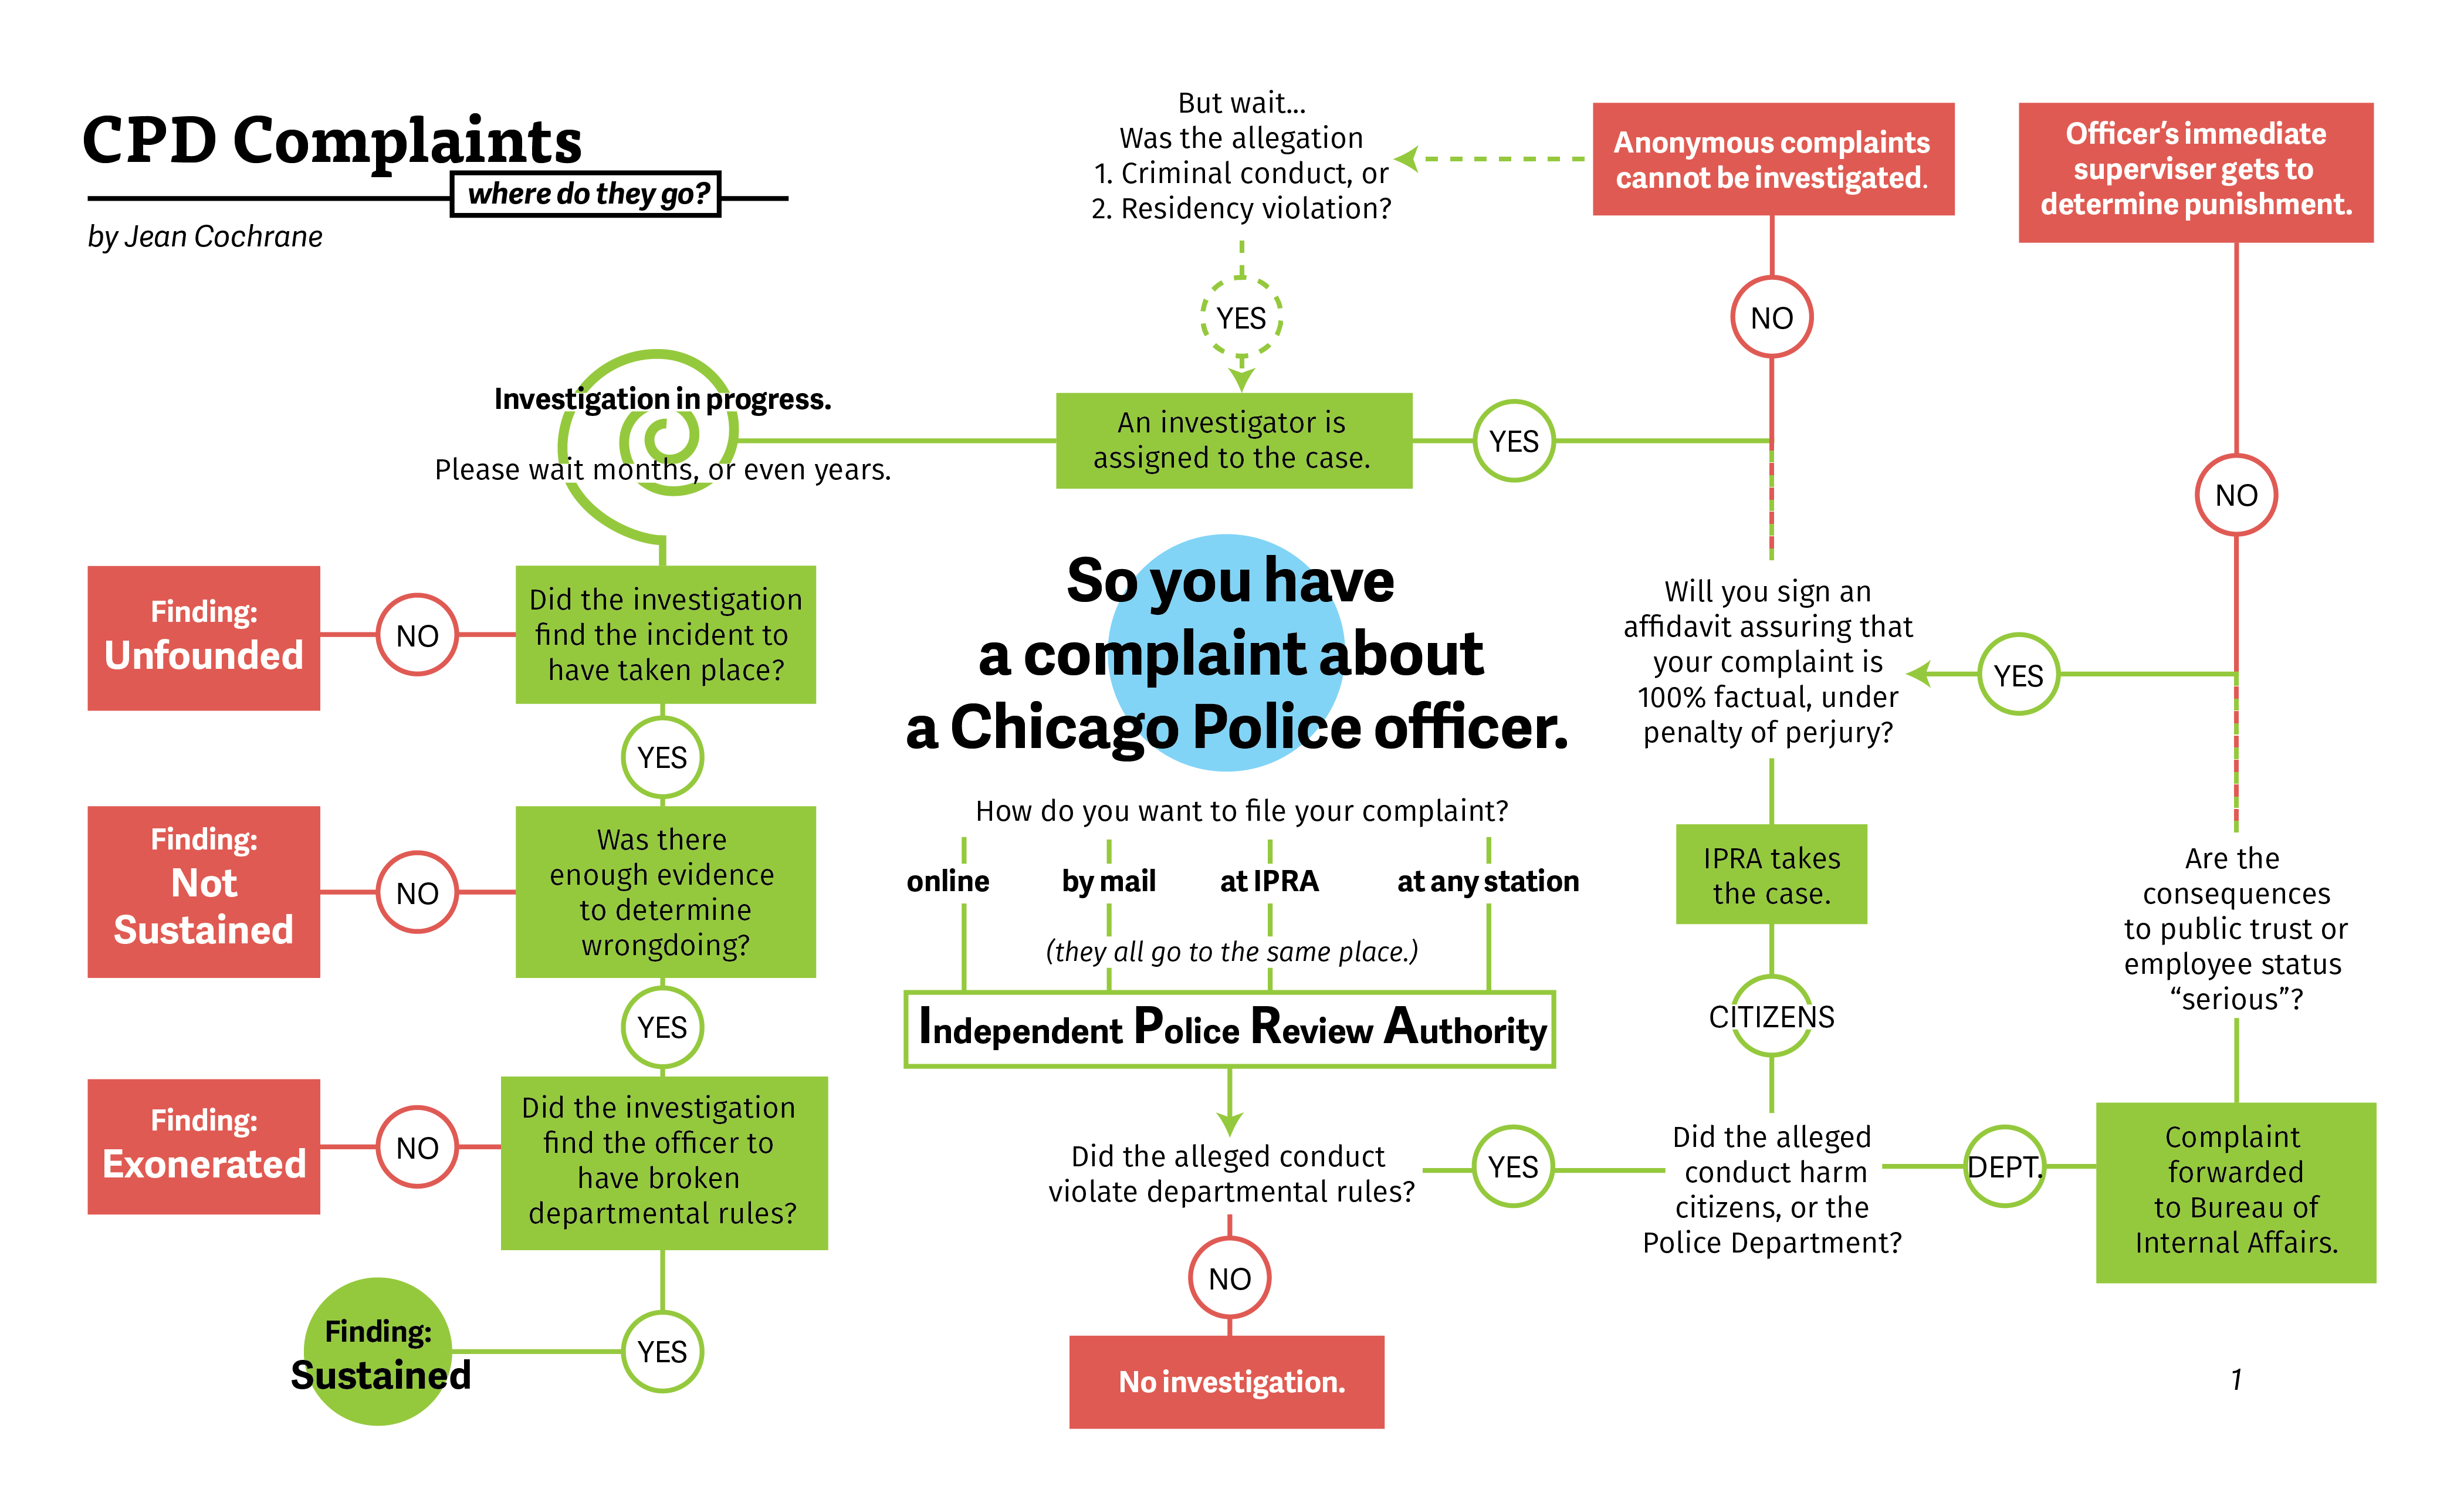 CPD Complaints
where do they go?
by Jean Cochrane
But wait...
Was the allegation
1. Criminal conduct, or
2. Residency violation?
YES
Anonymous complaints
cannot be investigated.
NO
Officer's immediate
superviser gets to
determine punishment.
NO
Investigation in progress.
Please wait months, or even years.
An investigator is
assigned to the case.
YES
So you have
a complaint about
a Chicago Police officer.
How do you want to file your complaint?
online
by mail
at IPRA
at any station
(they all go to the same place.)
Independent Police Review Authority
Did the alleged conduct
violate departmental rules?
YES
NO
No investigation.
Did the alleged
conduct harm
citizens, or the
Police Department?
CITIZENS
IPRA takes
the case.
Will you sign an
affidavit assuring that
your complaint is
100% factual, under
penalty of perjury?
YES
DEPT.
Complaint
forwarded
to Bureau of
Internal Affairs.
Are the
consequences
to public trust or
employee status
“serious”?
Did the investigation
find the incident to
have taken place?
NO
Finding:
Unfounded
YES
Was there
enough evidence
to determine
wrongdoing?
NO
Finding:
Not
Sustained
YES
Did the investigation
find the officer to
have broken
departmental rules?
NO
Finding:
Exonerated
YES
Finding:
Sustained
1